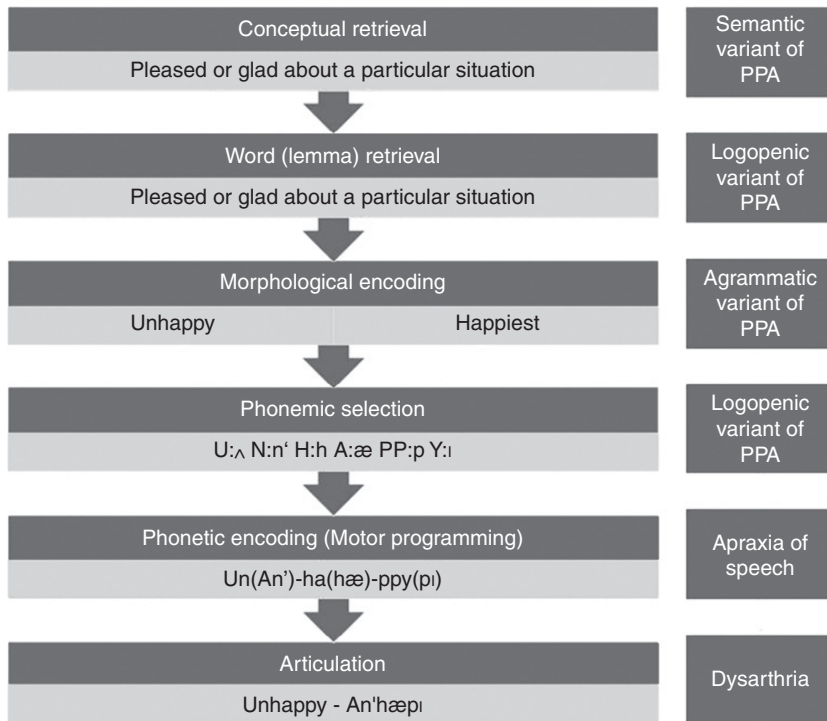 Conceptual retrieval
Pleased or glad about a particular situation
Semantic
variant of
PPA
Word (lemma) retrieval
Pleased or glad about a particular situation
Logopenic
variant of
PPA
Morphological encoding
Unhappy Happiest
Agrammatic
variant of
PPA
Phonemic selection
U:ʌ N:n‘ H:h A:æ PP:p Y:ı
Logopenic
variant of
PPA
Phonetic encoding (Motor programming)
Un(An’)-ha(hæ)-ppy(pı)
Apraxia of
speech
Articulation
Unhappy - An'hæpı
Dysarthria